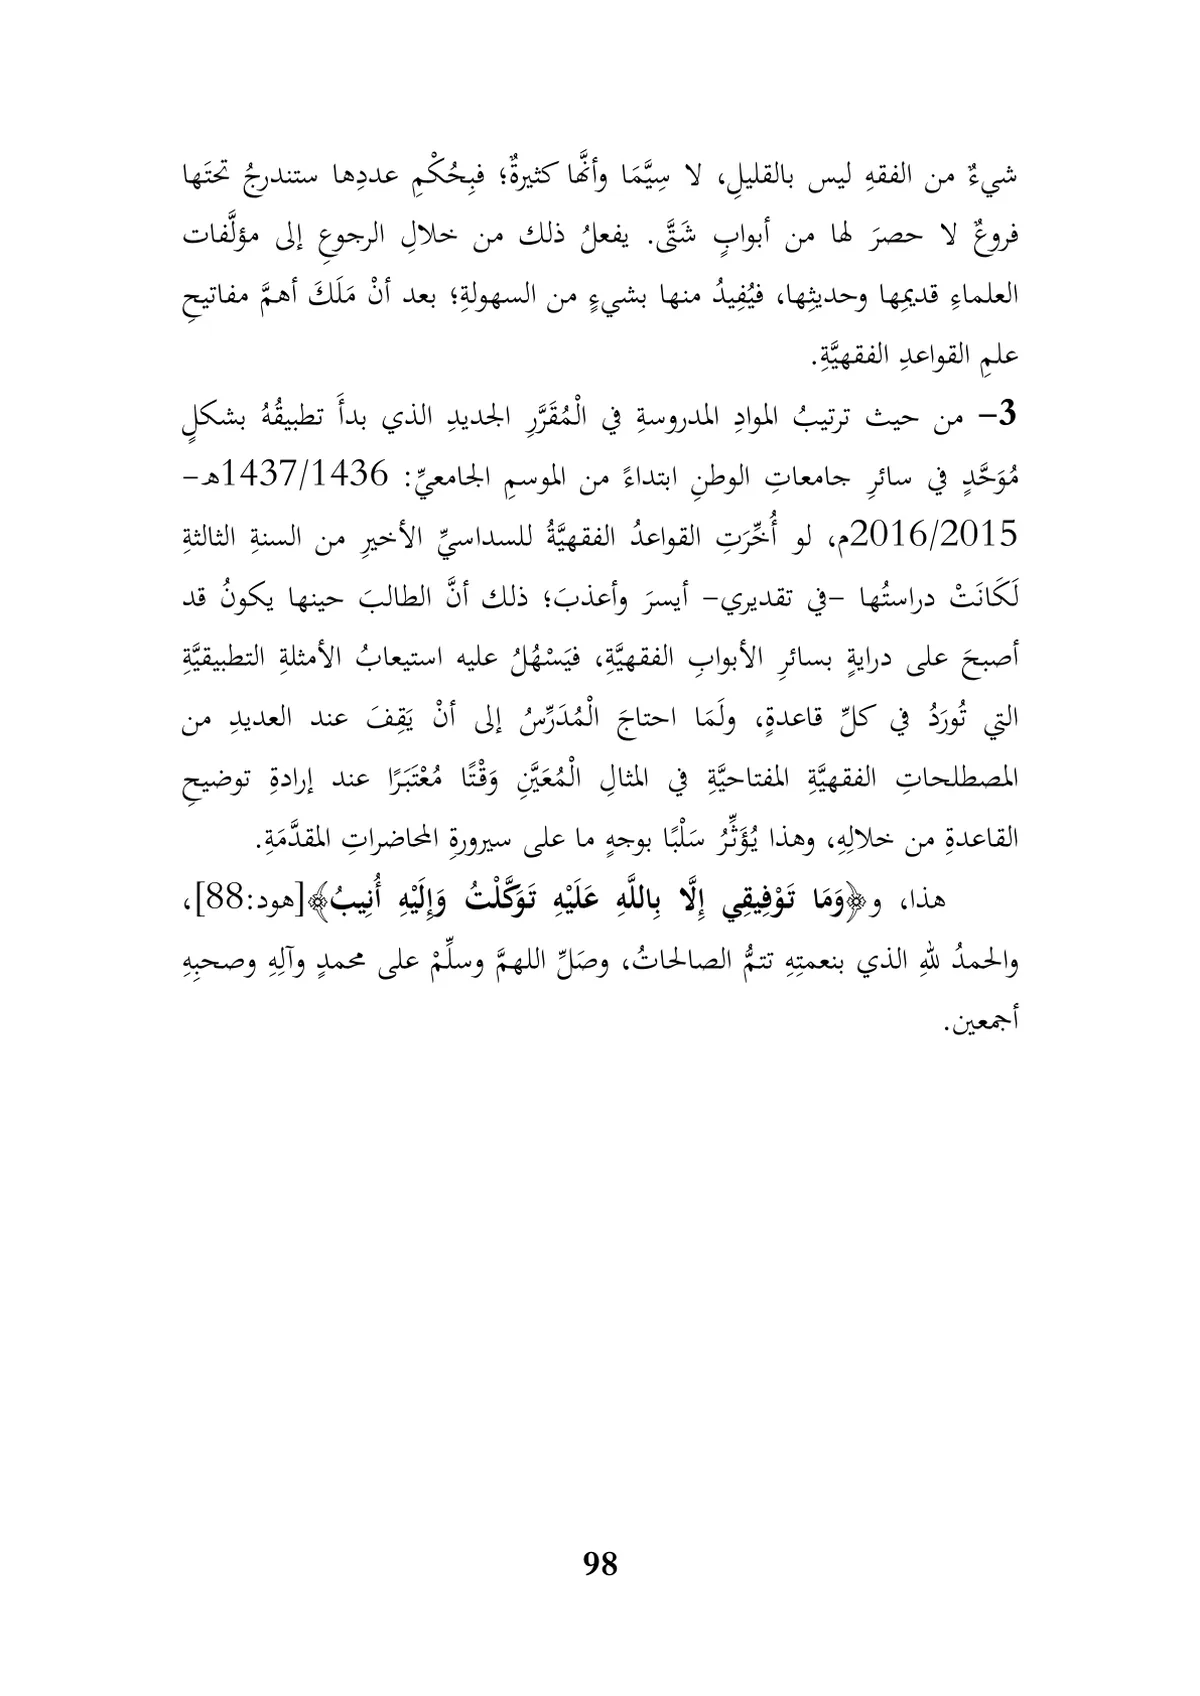 شيءٌ من الفقهِ ليس بالقليلِ، لا سِيَّمَا وأنَّها كثيرةٌ؛ فبِحُكْمِ عددِها ستندرجُ تحتَها
فروعٌ لا حصرَ لها من أبوابٍ شَتَّى. يفعلُ ذلك من خلالِ الرجوعِ إلى مؤلَّفات
العلماءِ قديمِها وحديثِها، فيُفِيدُ منها بشيءٍ من السهولةِ؛ بعد أنْ مَلَكَ أهمَّ مفاتيحِ
علمِ القواعدِ الفقهيَّةِ.
3- من حيث ترتيبُ الموادِ المدروسةِ في الْمُقَرَّرِ الجديدِ الذي بدأَ تطبيقُهُ بشكلٍ
مُوَحَّدٍ في سائرِ جامعاتِ الوطنِ ابتداءً من الموسمِ الجامعيِّ: 1437/1436هـ-
2016/2015م، لو أُخِّرَتِ القواعدُ الفقهيَّةُ للسداسيِّ الأخيرِ من السنةِ الثالثةِ
لَكَانَتْ دراستُها -في تقديري- أيسرَ وأعذبَ؛ ذلك أنَّ الطالبَ حينها يكونُ قد
أصبحَ على درايةٍ بسائرِ الأبوابِ الفقهيَّةِ، فيَسْهُلُ عليه استيعابُ الأمثلةِ التطبيقيَّةِ
التي تُورَدُ في كلِّ قاعدةٍ، ولَمَا احتاجَ الْمُدَرِّسُ إلى أنْ يَقِفَ عند العديدِ من
المصطلحاتِ الفقهيَّةِ المفتاحيَّةِ في المثالِ الْمُعَيَّنِ وَقْتًا مُعْتَبَرًا عند إرادةِ توضيحِ
القاعدةِ من خلالِهِ، وهذا يُؤَثِّرُ سَلْبًا بوجهٍ ما على سيرورةِ المحاضراتِ المقدَّمَةِ.
هذا، و﴿وَمَا تَوْفِيقِي إِلَّا بِاللَّهِ عَلَيْهِ تَوَكَّلْتُ وَإِلَيْهِ أُنِيبُ﴾[هود:88]،
والحمدُ للهِ الذي بنعمتِهِ تتمُّ الصالحاتُ، وصَلِّ اللهمَّ وسلِّمْ على محمدٍ وآلِهِ وصحبِهِ
أجمعين.
98